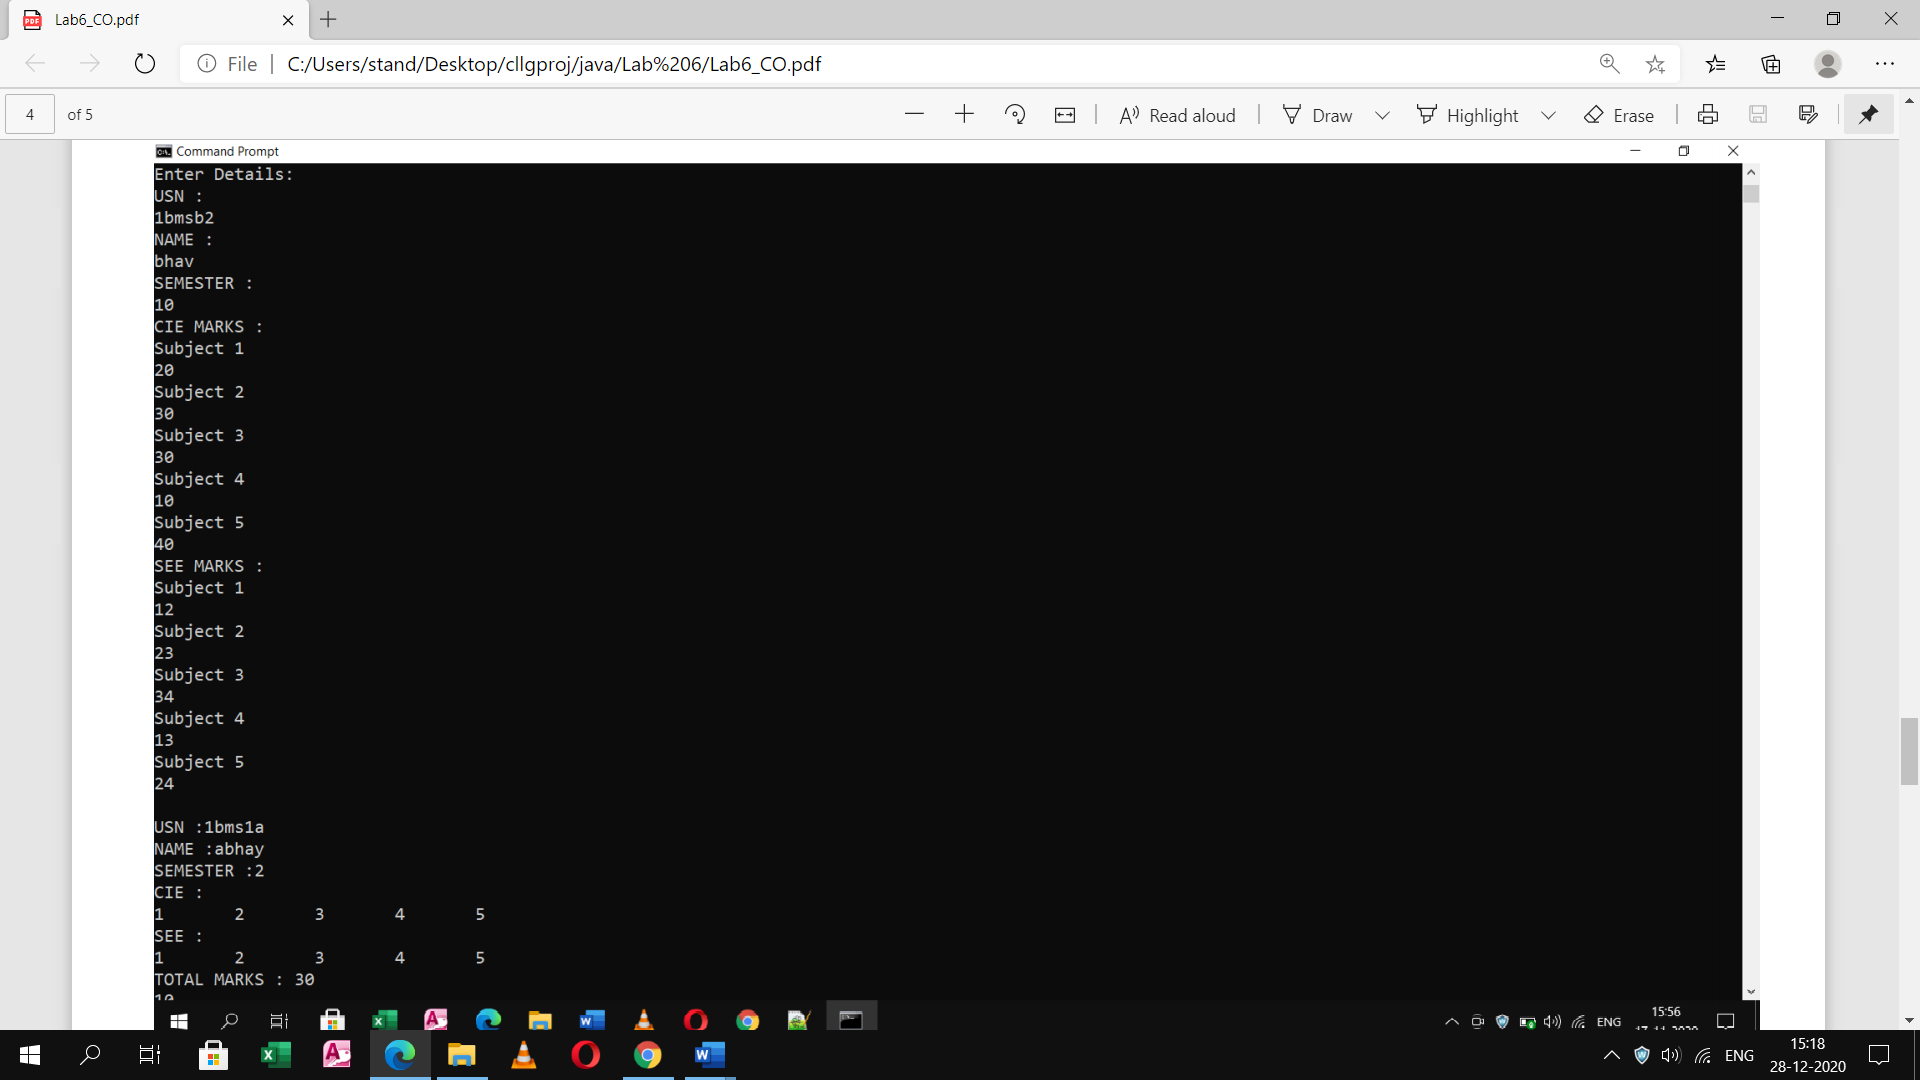 Lab6_CO.pdf
File | C:/Users/stand/Desktop/cllgproj/java/Lab%206/Lab6_CO.pdf
4 of 5
Read aloud Draw Highlight Erase
Command Prompt
Enter Details:
USN :
1bmsb2
NAME :
bhav
SEMESTER :
10
CIE MARKS :
Subject 1
20
Subject 2
30
Subject 3
30
Subject 4
10
Subject 5
40
SEE MARKS :
Subject 1
12
Subject 2
23
Subject 3
34
Subject 4
13
Subject 5
24
USN :1bms1a
NAME :abhay
SEMESTER :2
CIE :
1 2 3 4 5
SEE :
1 2 3 4 5
TOTAL MARKS : 30
ENG 15:56
ENG 15:18
28-12-2020